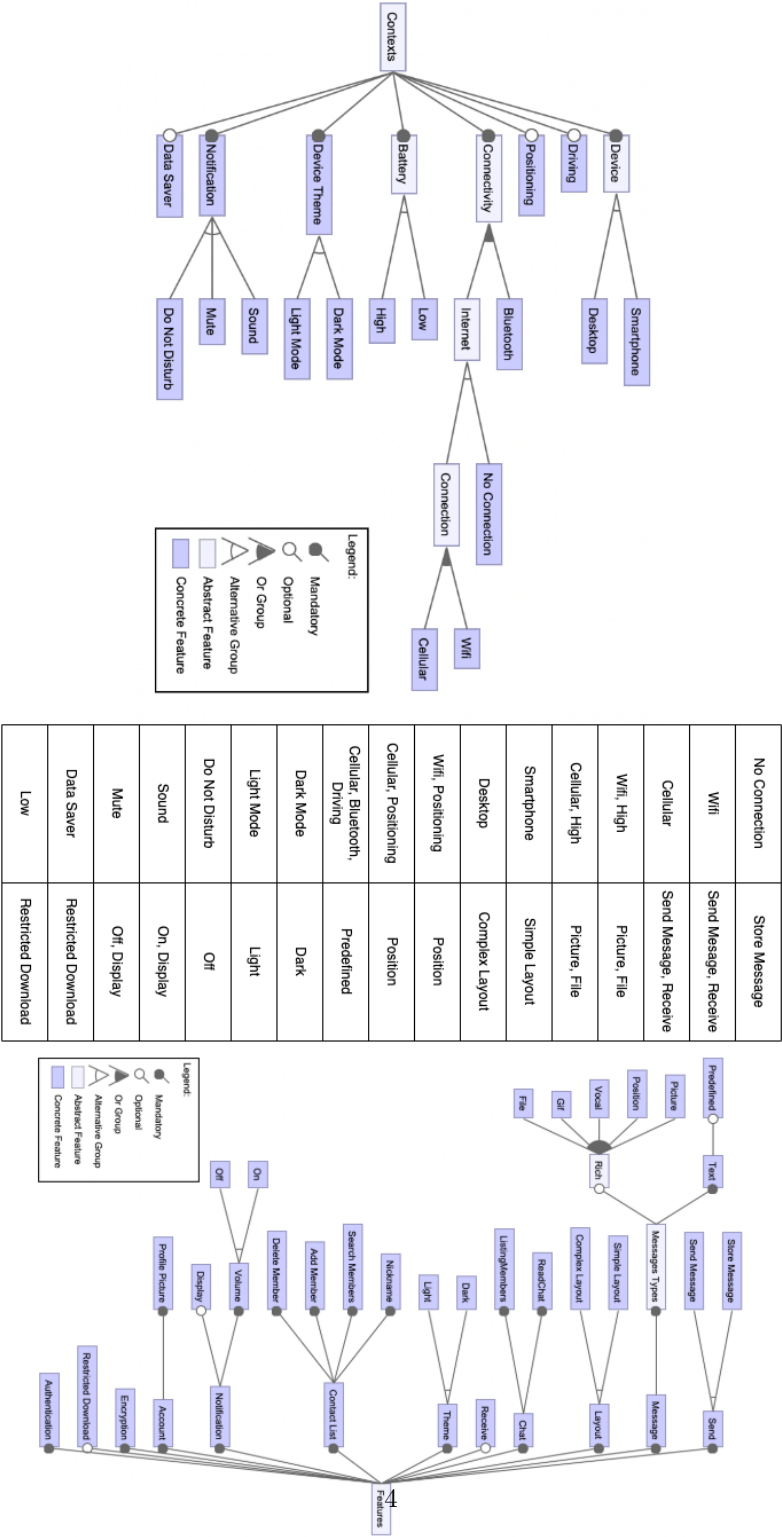 Contexts
Device
Driving
Positioning
Connectivity
Battery
Device Theme
Notification
Data Saver
Smartphone
Desktop
Bluetooth
Internet
Low
High
Dark Mode
Light Mode
Sound
Mute
Do Not Disturb
No Connection
Connection
Wifi
Cellular
Legend:
Mandatory
Optional
Or Group
Alternative Group
Abstract Feature
Concrete Feature
No Connection
Store Message
Wifi
Send Mesage, Receive
Cellular
Send Mesage, Receive
Wifi, High
Picture, File
Cellular, High
Picture, File
Smartphone
Simple Layout
Desktop
Complex Layout
Wifi, Positioning
Position
Cellular, Positioning
Position
Cellular, Bluetooth,
Driving
Predefined
Dark Mode
Dark
Light Mode
Light
Do Not Disturb
Off
Sound
On, Display
Mute
Off, Display
Data Saver
Restricted Download
Low
Restricted Download
Legend:
Mandatory
Optional
Or Group
Alternative Group
Abstract Feature
Concrete Feature
Predefined
Picture
Position
Vocal
Gif
File
Text
Rich
On
Off
Store Message
Send Message
Messages Types
Simple Layout
Complex Layout
ReadChat
ListingMembers
Dark
Light
Nickname
Search Members
Add Member
Delete Member
Volume
Display
Profile Picture
Send
Message
Layout
Chat
Receive
Theme
Contact List
Notification
Account
Encryption
Restricted Download
Authentication
Features
4